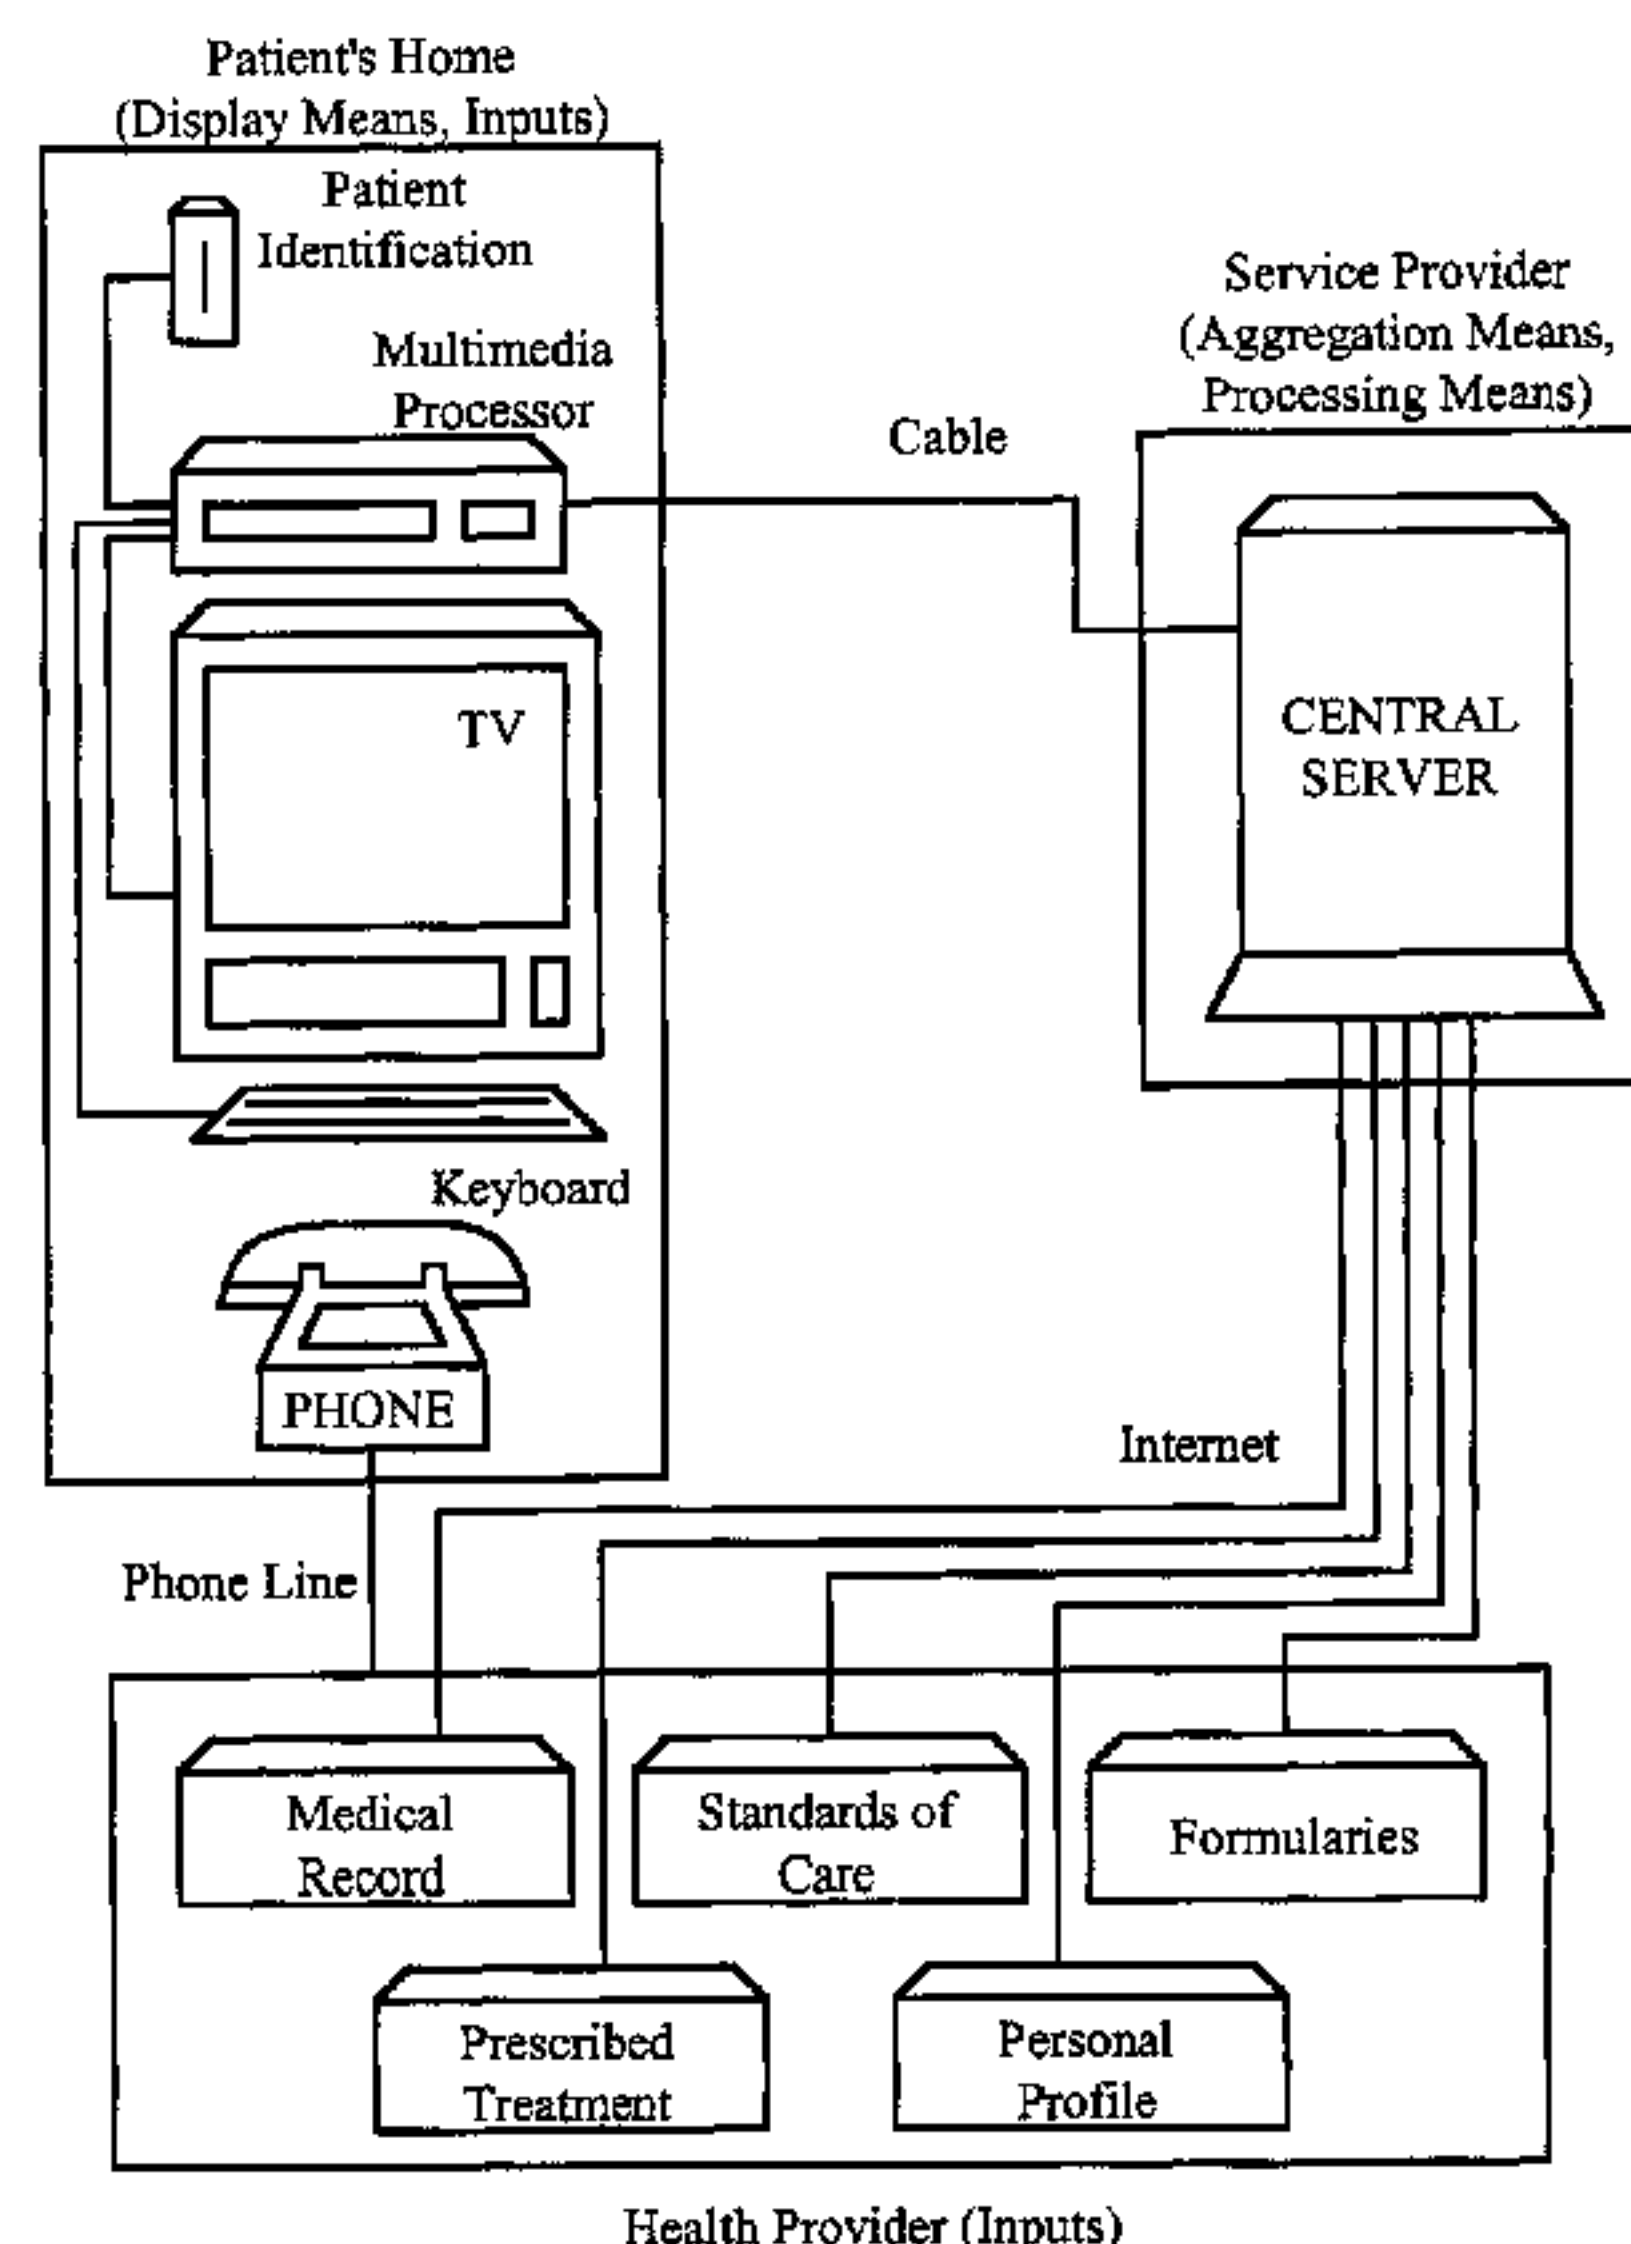 Patient's Home
(Display Means, Inputs)
Patient
Identification
Multimedia
Processor
TV
Keyboard
PHONE
Cable
Service Provider
(Aggregation Means,
Processing Means)
CENTRAL
SERVER
Internet
Phone Line
Medical
Record
Standards of
Care
Formularies
Prescribed
Treatment
Personal
Profile
Health Provider (Inputs)